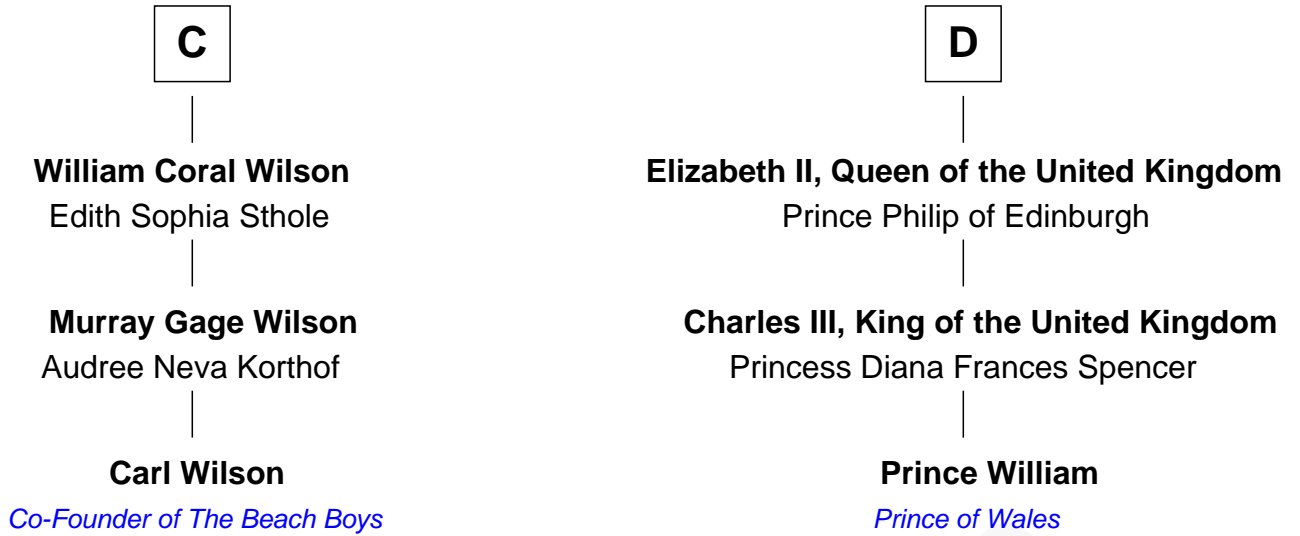 C
William Coral Wilson
Edith Sophia Sthole
Murray Gage Wilson
Audree Neva Korthof
Carl Wilson
Co-Founder of The Beach Boys
D
Elizabeth II, Queen of the United Kingdom
Prince Philip of Edinburgh
Charles III, King of the United Kingdom
Princess Diana Frances Spencer
Prince William
Prince of Wales